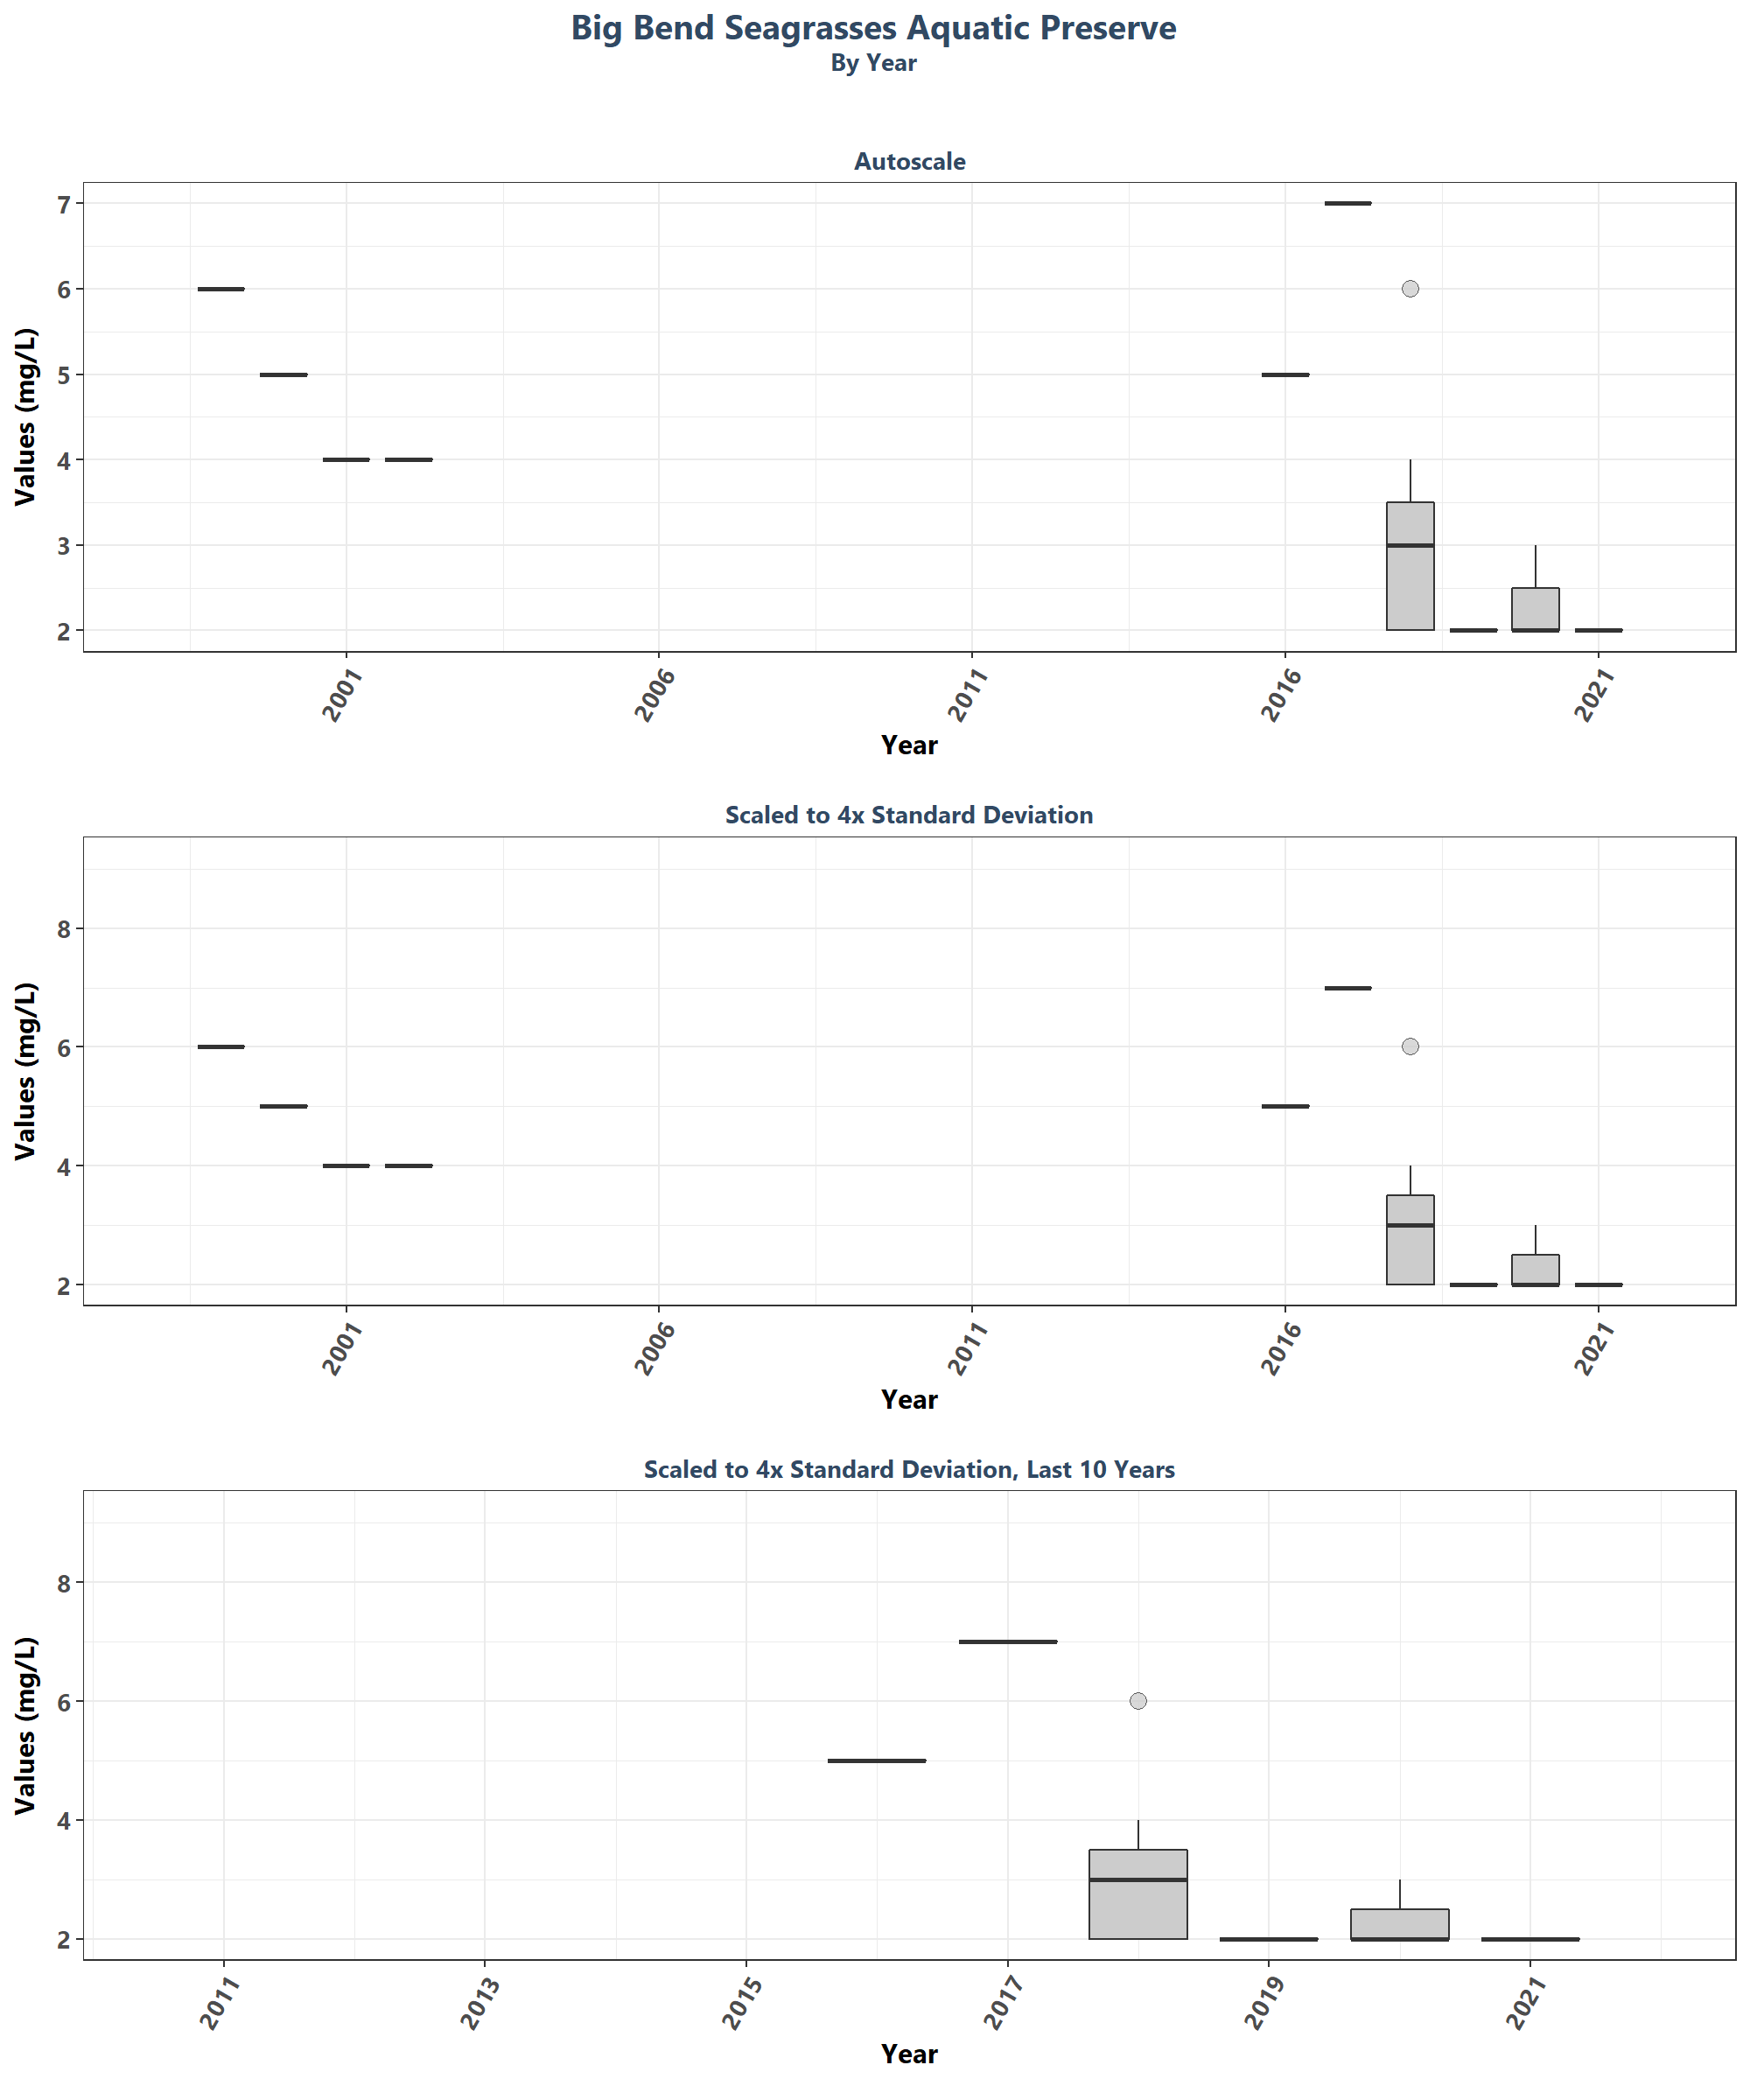 Big Bend Seagrasses Aquatic Preserve
By Year
Autoscale
Values (mg/L)
7
6
5
4
3
2
2001
2006
2011
2016
2021
Year
Scaled to 4x Standard Deviation
Values (mg/L)
8
6
4
2
2001
2006
2011
2016
2021
Year
Scaled to 4x Standard Deviation, Last 10 Years
Values (mg/L)
8
6
4
2
2011
2013
2015
2017
2019
2021
Year